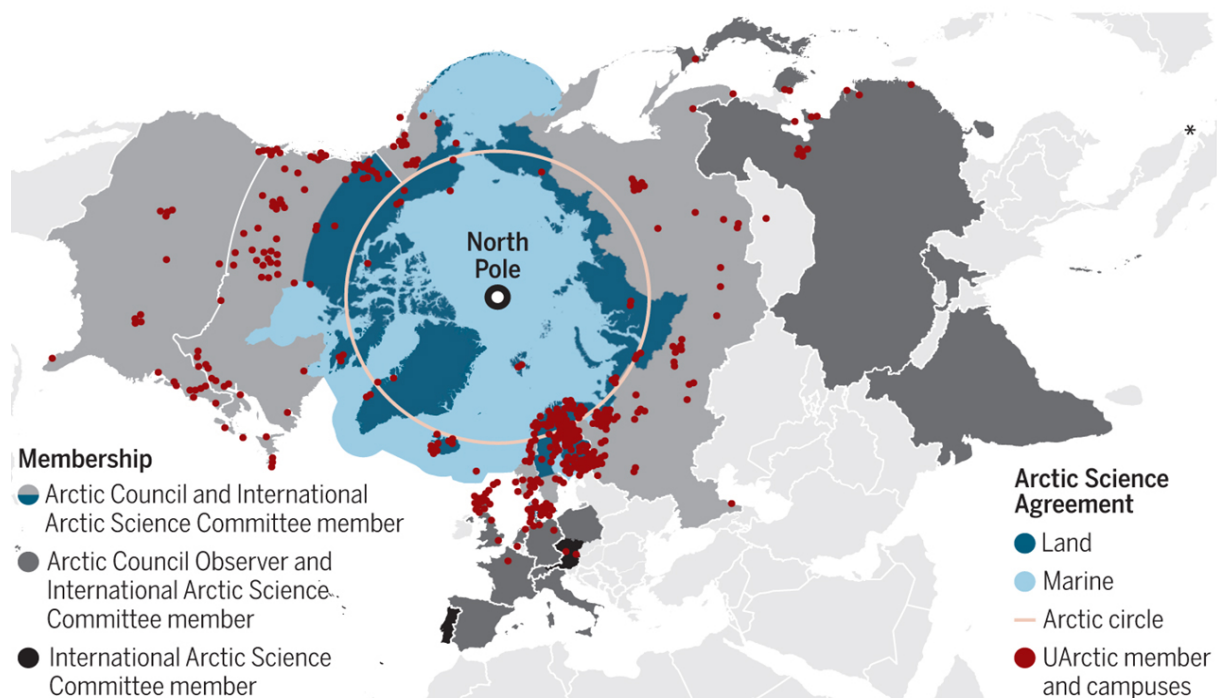 North
Pole
*
Membership
Arctic Council and International
Arctic Science Committee member
Arctic Council Observer and
International Arctic Science
Committee member
International Arctic Science
Committee member
Arctic Science
Agreement
Land
Marine
Arctic circle
UArctic member
and campuses